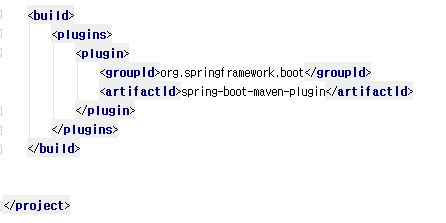 <build>
<plugins>
<plugin>
<groupId>org.springframework.boot</groupId>
<artifactId>spring-boot-maven-plugin</artifactId>
</plugin>
</plugins>
</build>
</project>